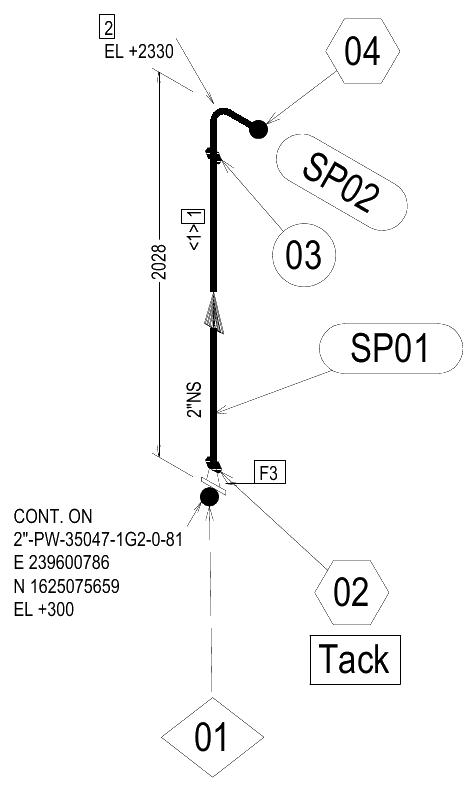 2
EL +2330
04
SP02
03
<1> 1
2028
SP01
2"NS
F3
CONT. ON
2"-PW-35047-1G2-0-81
E 239600786
N 1625075659
EL +300
02
Tack
01